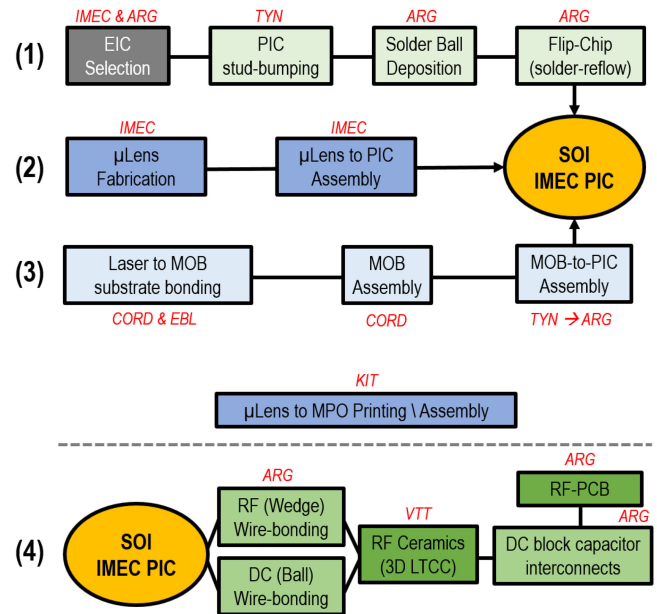 IMEC & ARG
TYN
ARG
ARG
(1)
EIC
Selection
PIC
stud-bumping
Solder Ball
Deposition
Flip-Chip
(solder-reflow)
IMEC
IMEC
(2)
µLens
Fabrication
µLens to PIC
Assembly
SOI
IMEC PIC
(3)
Laser to MOB
substrate bonding
MOB
Assembly
MOB-to-PIC
Assembly
CORD & EBL
CORD
TYN → ARG
KIT
µLens to MPO Printing \ Assembly
ARG
ARG
RF-PCB
(4)
SOI
IMEC PIC
RF (Wedge)
Wire-bonding
DC (Ball)
Wire-bonding
VTT
RF Ceramics
(3D LTCC)
ARG
DC block capacitor
interconnects